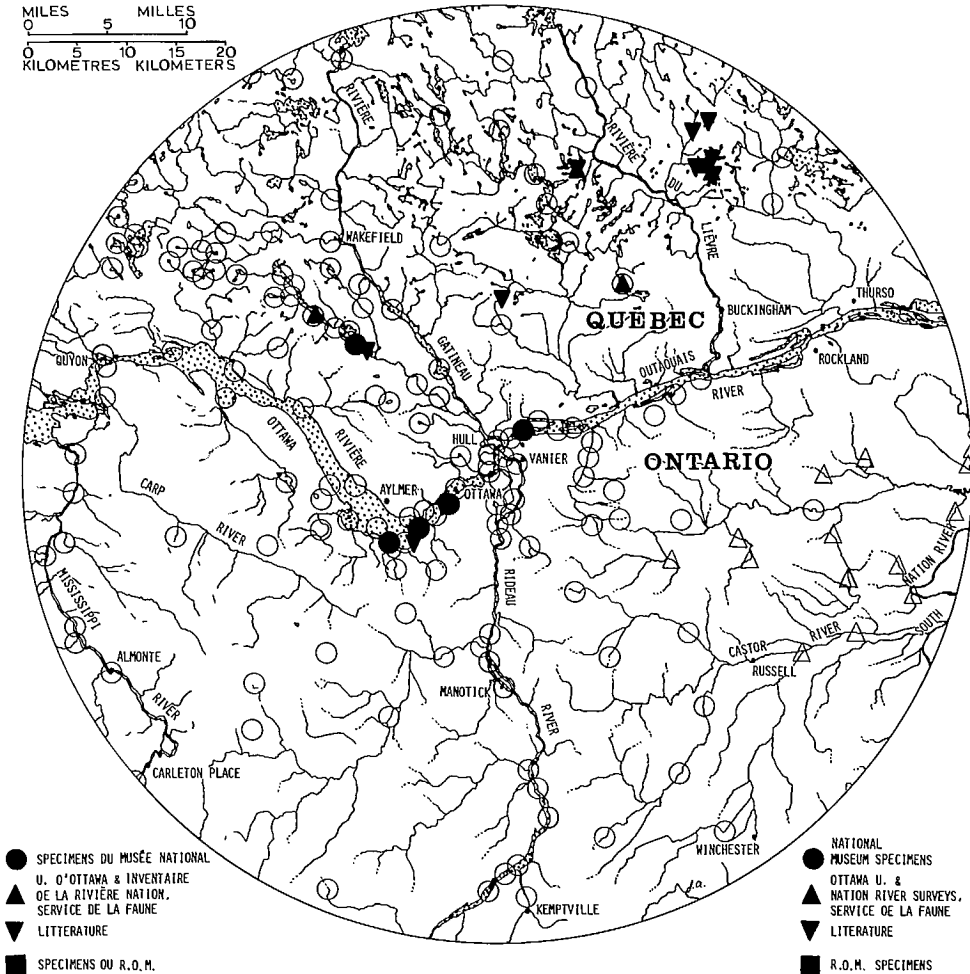 MILES MILLES
0 5 10
0 5 10 15 20
KILOMÈTRES KILOMETERS
RIVIÈRE
RIVIÈRE
DU
LIÈVRE
WAKEFIELD
GATINEAU
QUÉBEC
BUCKINGHAM
THURSO
ROCKLAND
OUTAOUAIS
RIVER
QUYON
OTTAWA
RIVIÈRE
HULL
VANIER
ONTARIO
AYLMER
OTTAWA
CARP
RIVER
MISSISSIPPI
RIDEAU
NATION RIVER
SOUTH
CASTOR
RIVER
RUSSELL
ALMONTE
RIVER
MANOTICK
RIVER
CARLETON PLACE
WINCHESTER
KEMPTVILLE
J.a.
SPECIMENS DU MUSÉE NATIONAL
U. O'OTTAWA & INVENTAIRE
DE LA RIVIÈRE NATION,
SERVICE DE LA FAUNE
LITTERATURE
SPECIMENS OU R.O.M.
NATIONAL
MUSEUM SPECIMENS
OTTAWA U. &
NATION RIVER SURVEYS,
SERVICE DE LA FAUNE
LITERATURE
R.O.M. SPECIMENS